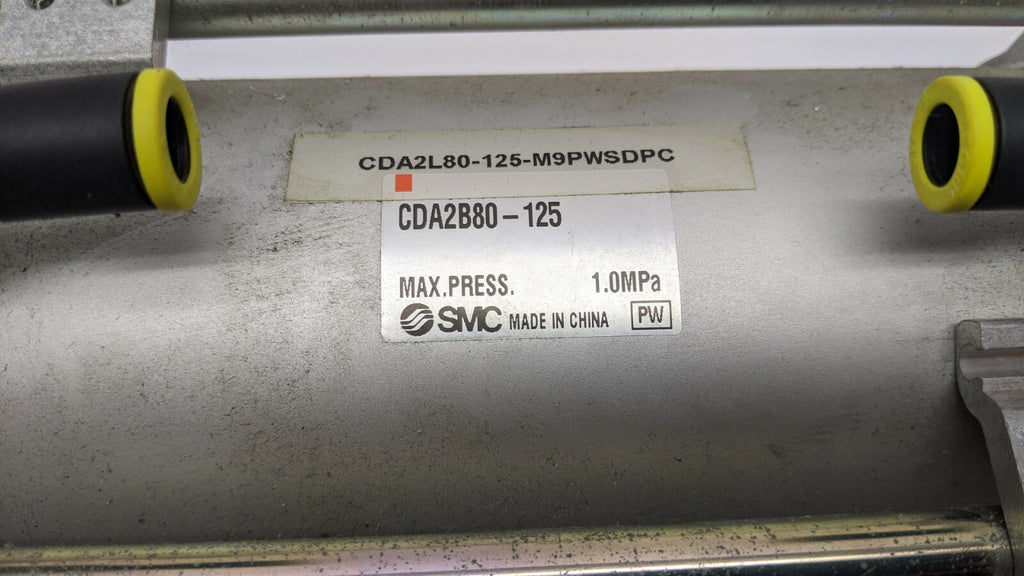 CDA2L80-125-M9PWSDPC
CDA2B80-125
MAX.PRESS. 1.0MPa
SMC MADE IN CHINA PW